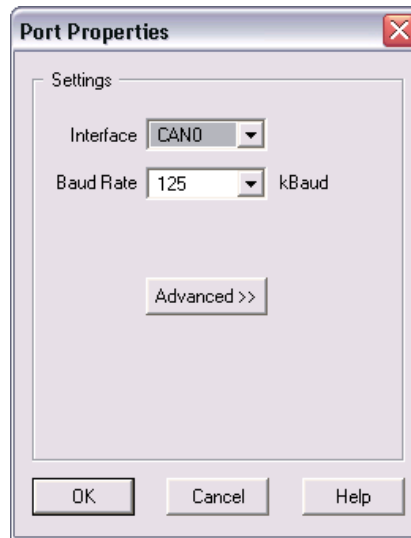 Port Properties
Settings
Interface CAN0
Baud Rate 125 kBaud
Advanced >>
OK Cancel Help